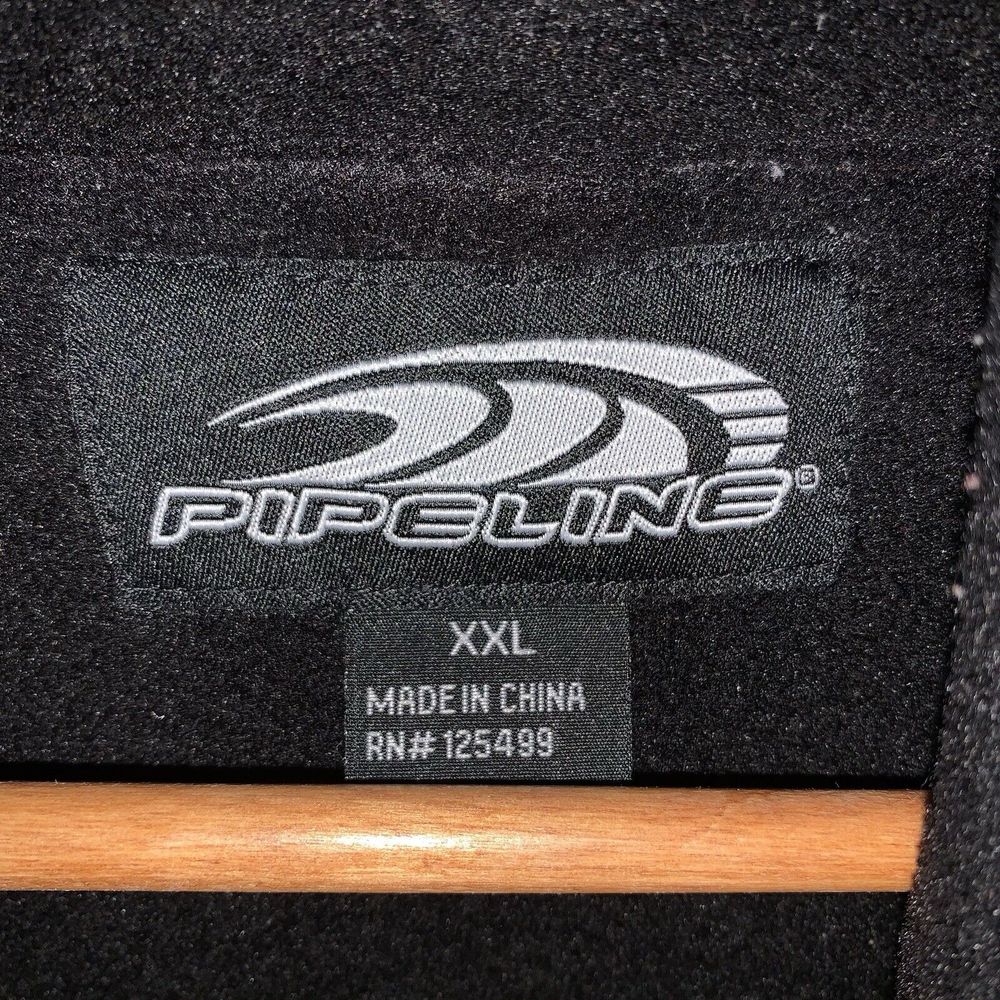 PIPELINE®
XXL
MADE IN CHINA
RN# 125499